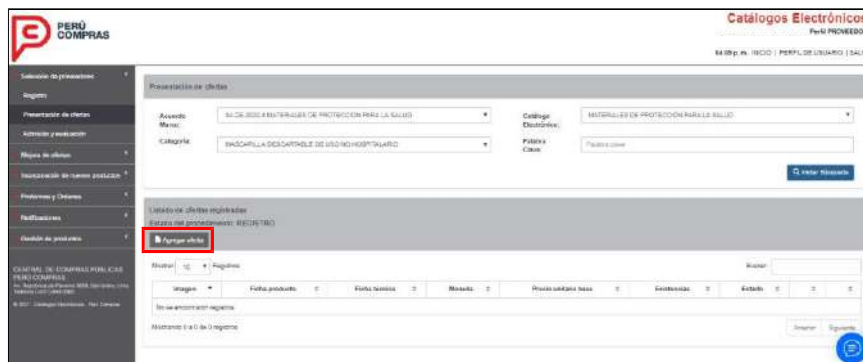 PERÚ
COMPRAS
Catálogos Electrónicos
Perfil PROVEEDO
INICIO | PERFIL DE USUARIO | SALI
Selección de proveedores
Registro
Presentación de ofertas
Admisión y evaluación
Mejora de ofertas
Incorporación de nuevos productos
Proformas y Órdenes
Notificaciones
Gestión de productos
CENTRAL DE COMPRAS PÚBLICAS
PERÚ COMPRAS
Presentación de ofertas
Acuerdo
Marco:
MATERIALES DE PROTECCIÓN PARA LA SALUD
Catálogo
Electrónico:
MATERIALES DE PROTECCIÓN PARA LA SALUD
Categoría:
MASCARILLA DESCARTABLE DE USO NO HOSPITALARIO
Palabra
Clave:
Palabra clave
Iniciar Búsqueda
Listado de ofertas registradas
Estado del procedimiento: REGISTRO
Agregar oferta
Mostrar 10 Registros
Buscar:
Imagen Ficha producto Ficha técnica Moneda Precio unitario base Existencias Estado
No se encontraron registros
Mostrando 0 a 0 de 0 registros
Anterior Siguiente